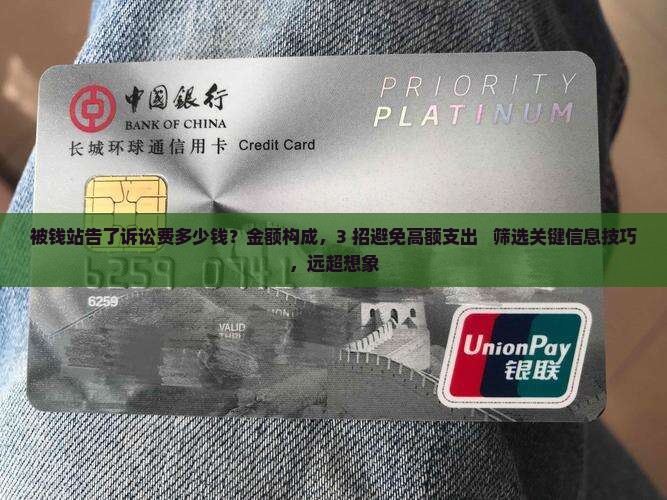 PRIORITY
PLATINUM
中國銀行
BANK OF CHINA
长城环球通信用卡 Credit Card
被钱站告了诉讼费多少钱？金额构成，3 招避免高额支出 筛选关键信息技巧
，远超想象
6259
VALID
THRU
UnionPay
银联